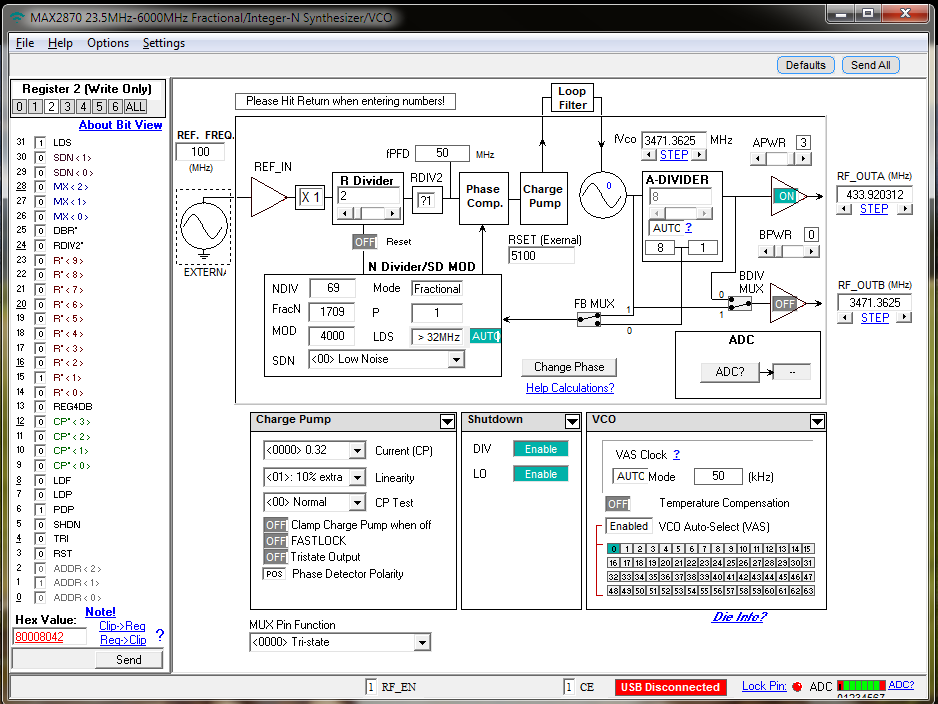 MAX2870 23.5MHz-6000MHz Fractional/Integer-N Synthesizer/VCO
File Help Options Settings
Defaults Send All
Register 2 (Write Only)
0 1 2 3 4 5 6 ALL
About Bit View
31 1 LDS
30 0 SDN<1>
29 0 SDN<0>
28 0 MX<2>
27 0 MX<1>
26 0 MX<0>
25 0 DBR"
24 0 RDIV2"
23 0 R"<9>
22 0 R"<8>
21 0 R"<7>
20 0 R"<6>
19 0 R"<5>
18 0 R"<4>
17 0 R"<3>
16 0 R"<2>
15 1 R"<1>
14 0 R"<0>
13 0 REG4DB
12 0 CP"<3>
11 0 CP"<2>
10 0 CP"<1>
9 0 CP"<0>
8 0 LDF
7 0 LDP
6 1 PDP
5 0 SHDN
4 0 TRI
3 0 RST
2 0 ADDR<2>
1 1 ADDR<1>
0 0 ADDR<0>
Note!
Hex Value: Clip->Reg
80008042 Reg->Clip ?
Send
Please Hit Return when entering numbers!
Loop
Filter
REF. FREQ.
100
(MHz)
EXTERNA
REF_IN
X 1
R Divider
2
OFF Reset
fPFD 50 MHz
RDIV2
?1
Phase
Comp.
Charge
Pump
RSET (Exernal)
5100
fVco 3471.3625 MHz
STEP
0
A-DIVIDER
8
AUTO ?
8 1
APWR 3
ON
RF_OUTA (MHz)
433.920312
STEP
BPWR 0
BDIV
MUX
0
1
OFF
RF_OUTB (MHz)
3471.3625
STEP
N Divider/SD MOD
NDIV 69 Mode Fractional
FracN 1709 P 1
MOD 4000 LDS > 32MHz AUTO
SDN <00> Low Noise
FB MUX
1
0
Change Phase
Help Calculations?
ADC
ADC? --
Charge Pump
<0000> 0.32 Current (CP)
<01>: 10% extra Linearity
<00> Normal CP Test
OFF Clamp Charge Pump when off
OFF FASTLOCK
OFF Tristate Output
POS Phase Detector Polarity
Shutdown
DIV Enable
LO Enable
VCO
VAS Clock ?
AUTO Mode 50 (kHz)
OFF Temperature Compensation
Enabled VCO Auto-Select (VAS)
0 1 2 3 4 5 6 7 8 9 10 11 12 13 14 15
16 17 18 19 20 21 22 23 24 25 26 27 28 29 30 31
32 33 34 35 36 37 38 39 40 41 42 43 44 45 46 47
48 49 50 51 52 53 54 55 56 57 58 59 60 61 62 63
Die Info?
MUX Pin Function
<0000> Tri-state
1 RF_EN 1 CE USB Disconnected Lock Pin: ADC ADC?
01234567